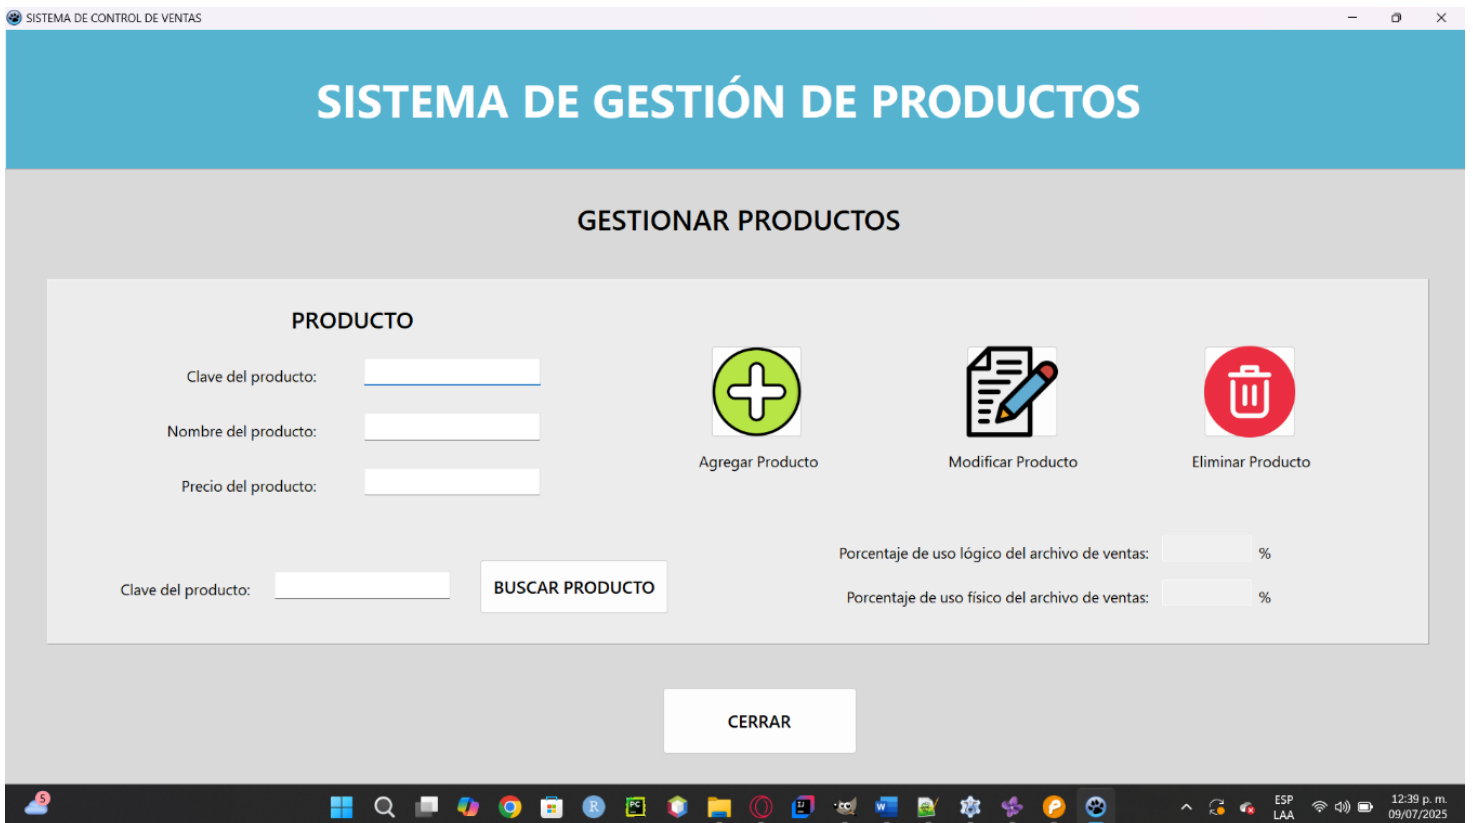 SISTEMA DE CONTROL DE VENTAS
SISTEMA DE GESTIÓN DE PRODUCTOS
GESTIONAR PRODUCTOS
PRODUCTO
Clave del producto:
Nombre del producto:
Precio del producto:
Agregar Producto
Modificar Producto
Eliminar Producto
Clave del producto:
BUSCAR PRODUCTO
Porcentaje de uso lógico del archivo de ventas: %
Porcentaje de uso físico del archivo de ventas: %
CERRAR
5
R
PC
IJ
W
P
ESP
LAA
12:39 p. m.
09/07/2025